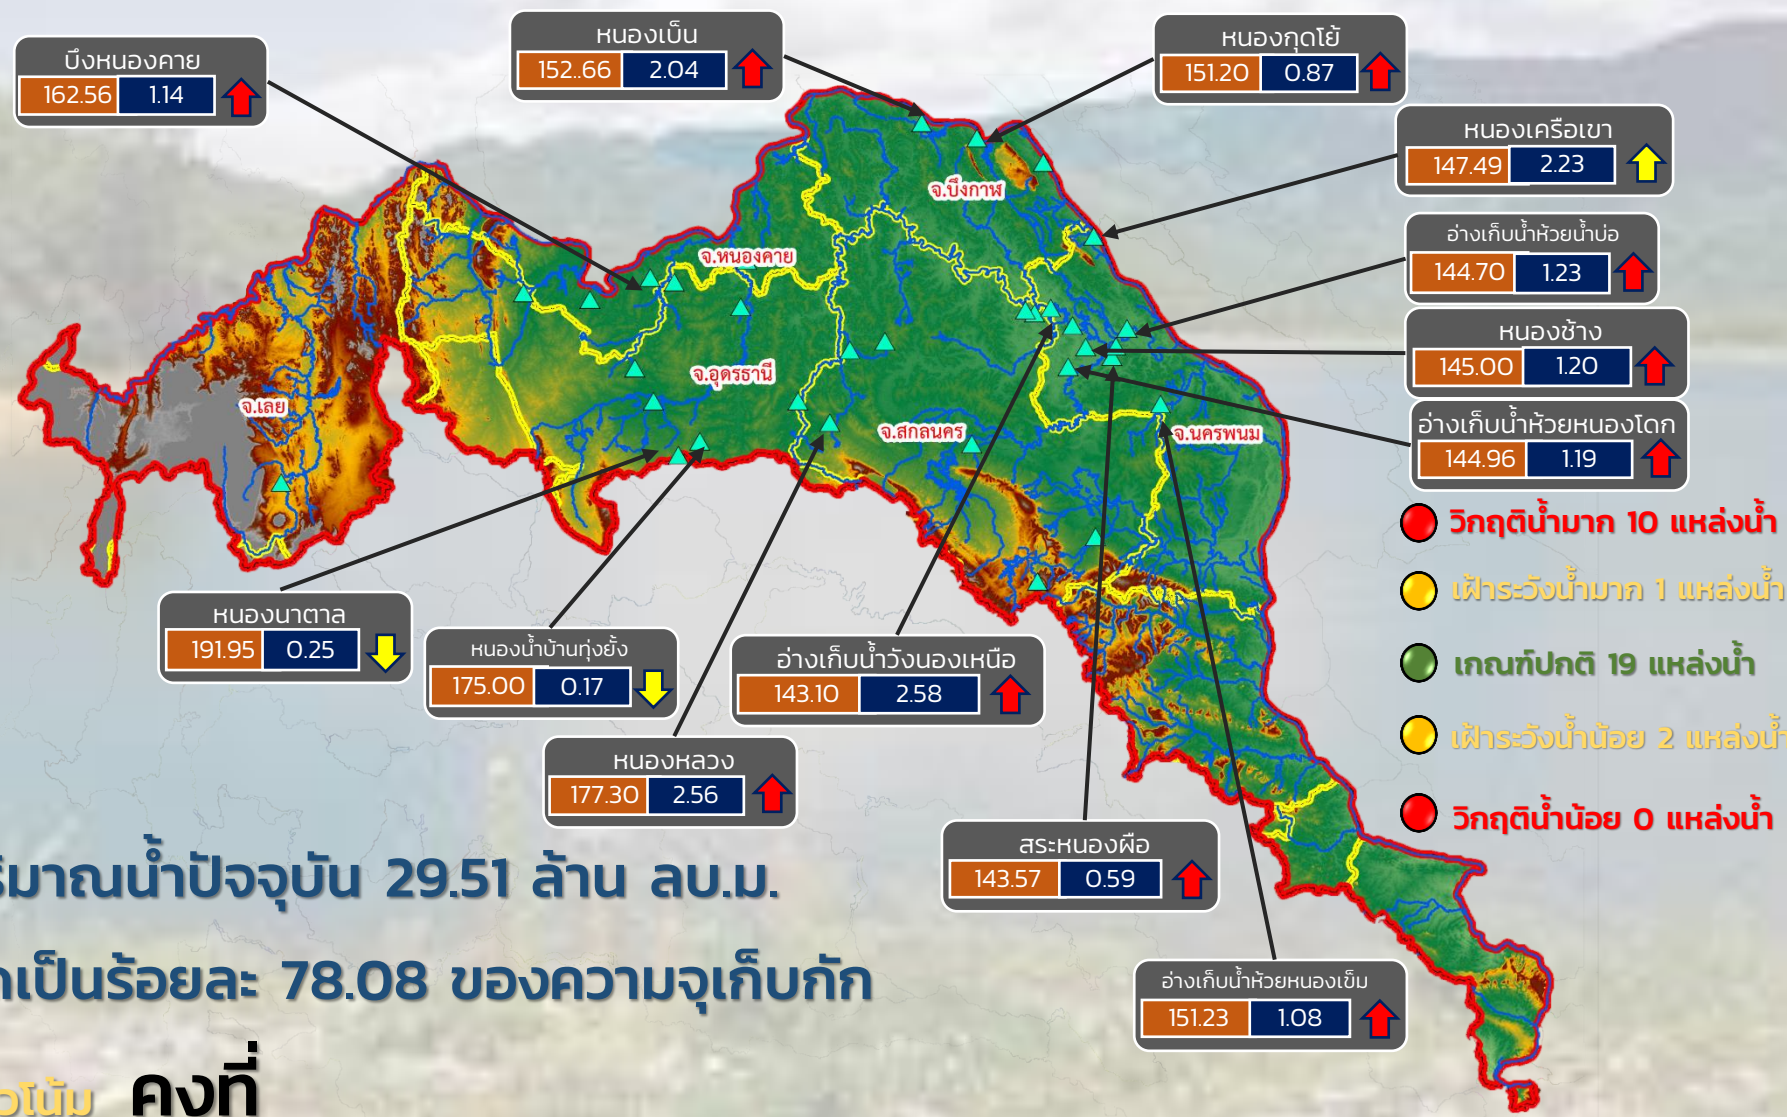 บึงหนองคาย
162.56 1.14
หนองเบ็น
152..66 2.04
หนองกุดโย้
151.20 0.87
หนองเครือเขา
147.49 2.23
อ่างเก็บน้ำห้วยน้ำบ่อ
144.70 1.23
หนองช้าง
145.00 1.20
อ่างเก็บน้ำห้วยหนองโดก
144.96 1.19
จ.บึงกาฬ
จ.หนองคาย
จ.เลย
จ.อุดรธานี
จ.สกลนคร
จ.นครพนม
วิกฤติน้ำมาก 10 แหล่งน้ำ
เฝ้าระวังน้ำมาก 1 แหล่งน้ำ
เกณฑ์ปกติ 19 แหล่งน้ำ
เฝ้าระวังน้ำน้อย 2 แหล่งน้ำ
วิกฤติน้ำน้อย 0 แหล่งน้ำ
หนองนาตาล
191.95 0.25
หนองน้ำบ้านทุ่งยั้ง
175.00 0.17
อ่างเก็บน้ำวังนองเหนือ
143.10 2.58
หนองหลวง
177.30 2.56
สระหนองผือ
143.57 0.59
อ่างเก็บน้ำห้วยหนองเข็ม
151.23 1.08
ริมาณน้ำปัจจุบัน 29.51 ล้าน ลบ.ม.
เป็นร้อยละ 78.08 ของความจุเก็บกัก
วโน้ม คงที่